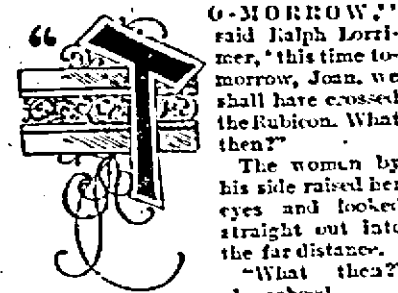 “TO-MORROW,”
said Ralph Lorri-
mer, “this time to-
morrow, Joan, we
shall have crossed
the Rubicon. What
then?”
The woman by
his side raised her
eyes and looked
straight out into
the far distance.
“What then?”